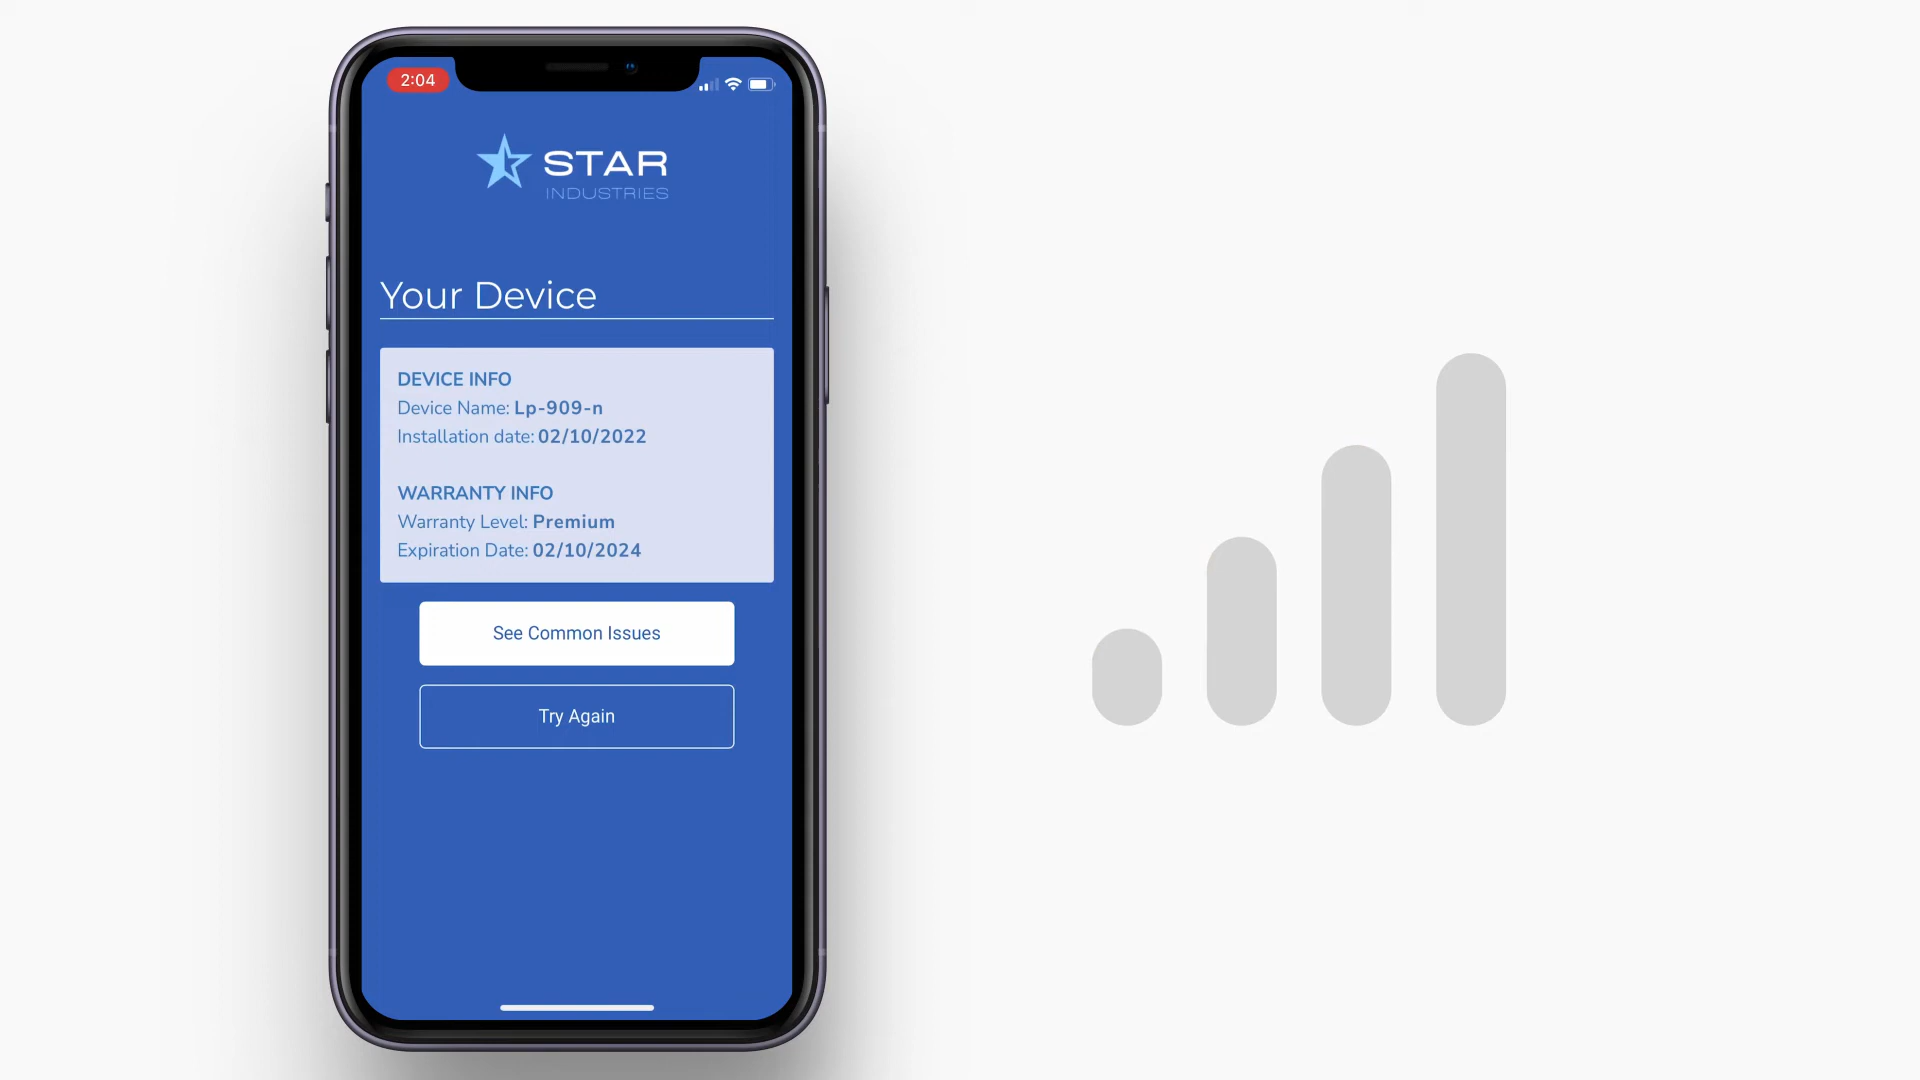 2:04
STAR
INDUSTRIES
Your Device
DEVICE INFO
Device Name: Lp-909-n
Installation date: 02/10/2022
WARRANTY INFO
Warranty Level: Premium
Expiration Date: 02/10/2024
See Common Issues
Try Again